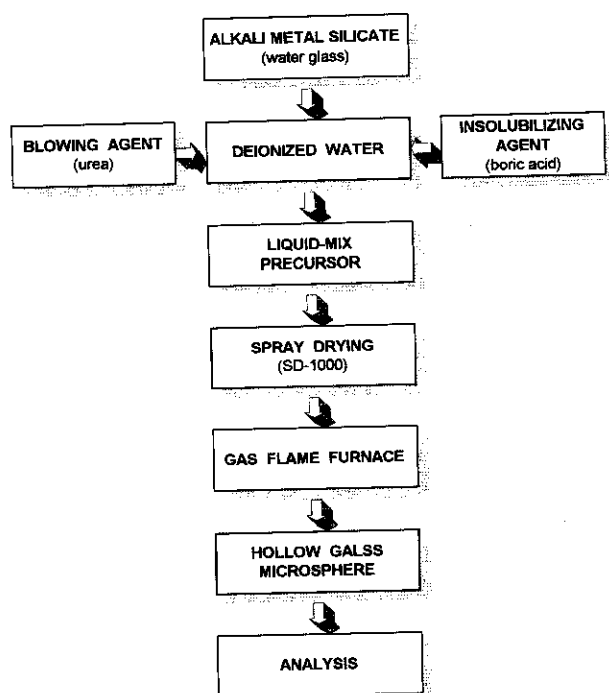 ALKALI METAL SILICATE
(water glass)
BLOWING AGENT
(urea)
DEIONIZED WATER
INSOLUBILIZING
AGENT
(boric acid)
LIQUID-MIX
PRECURSOR
SPRAY DRYING
(SD-1000)
GAS FLAME FURNACE
HOLLOW GALSS
MICROSPHERE
ANALYSIS